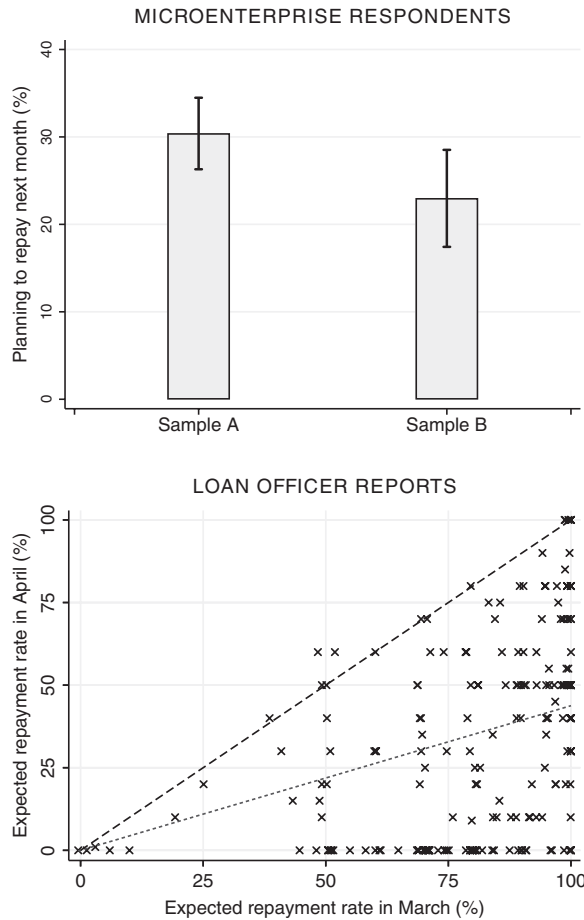 MICROENTERPRISE RESPONDENTS
Planning to repay next month (%)
40
30
20
10
0
Sample A
Sample B
LOAN OFFICER REPORTS
Expected repayment rate in April (%)
100
75
50
25
0
0
25
50
75
100
Expected repayment rate in March (%)